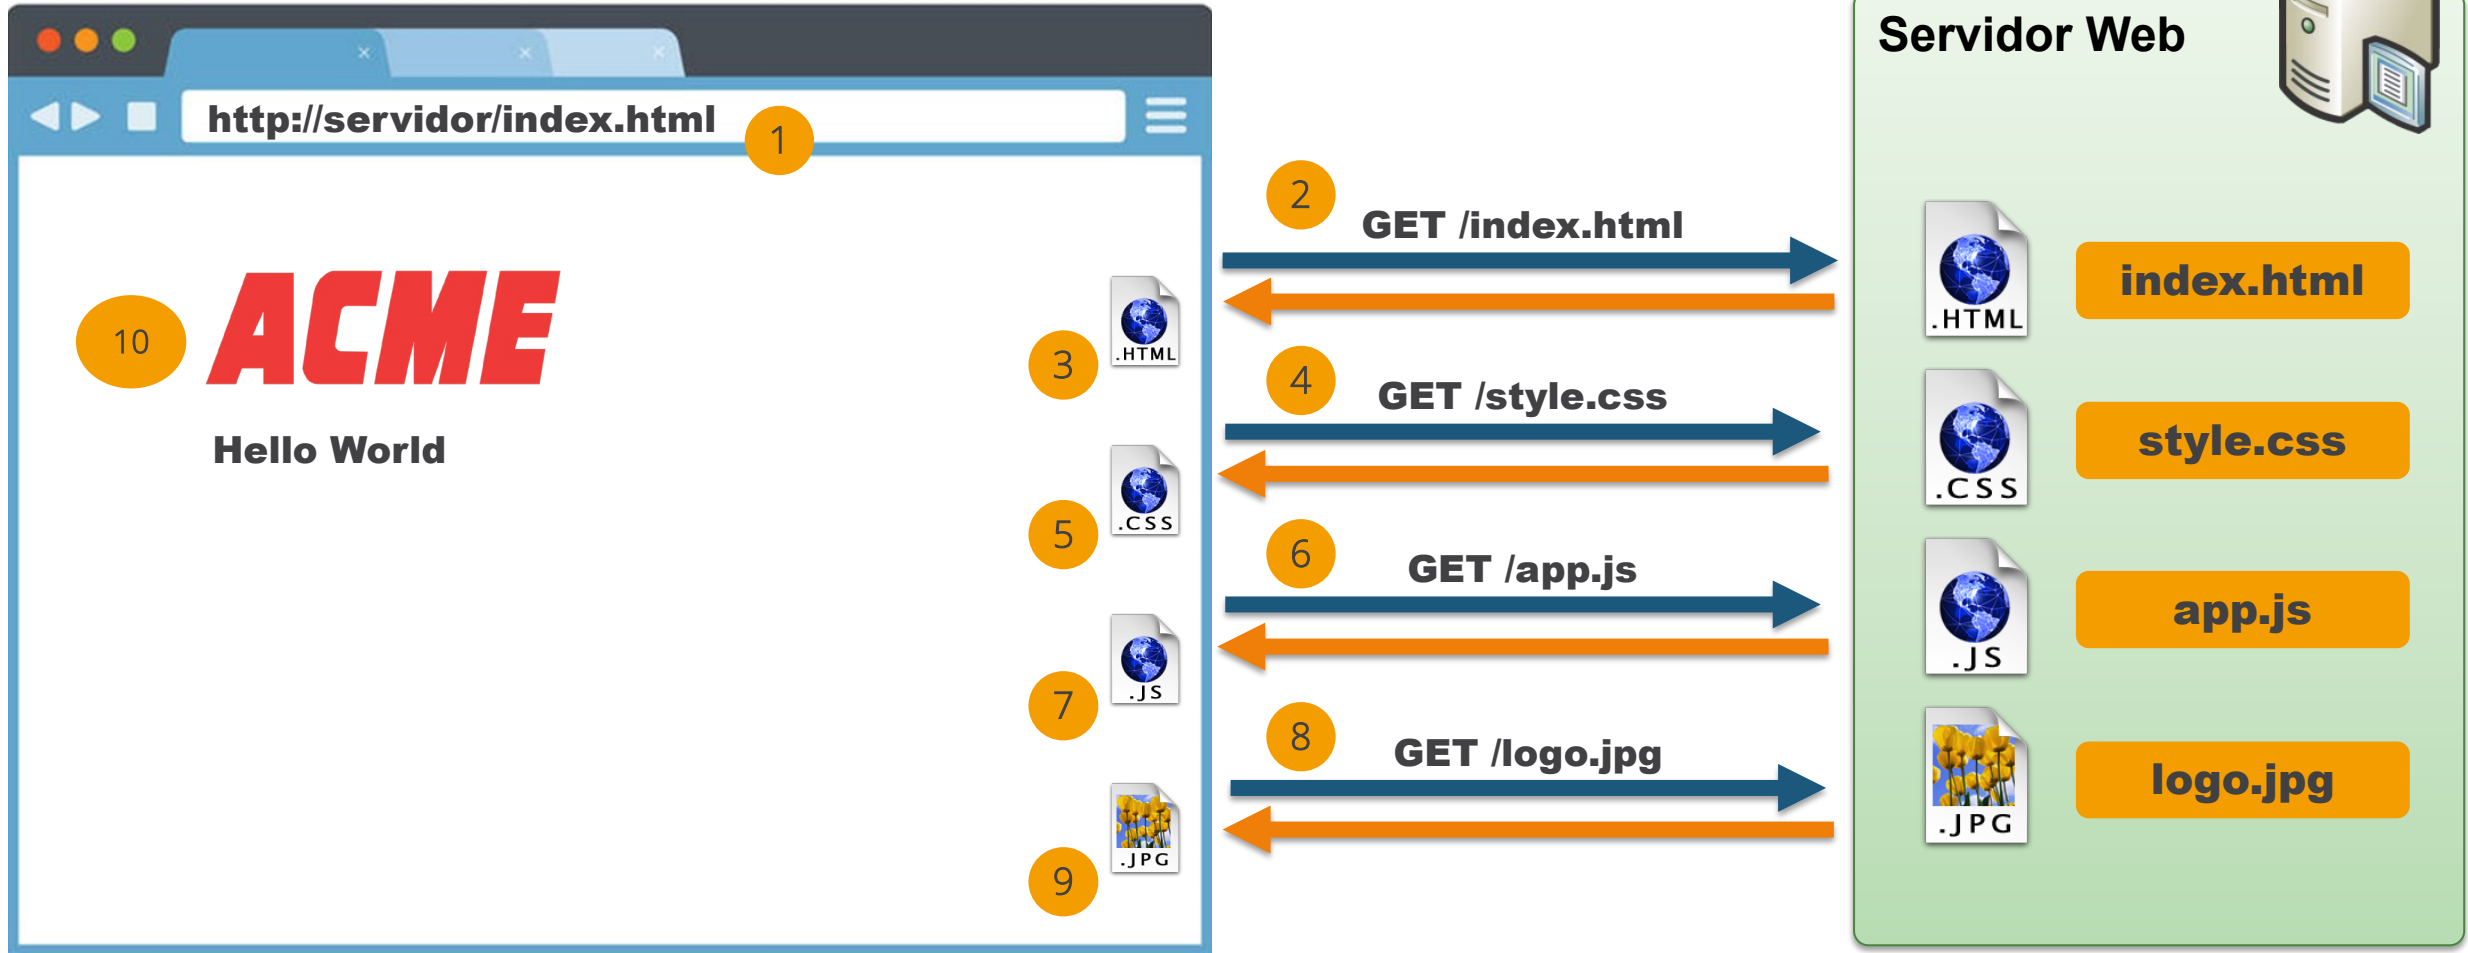 Servidor Web
http://servidor/index.html
1
2
GET /index.html
index.html
.HTML
.HTML
3
10
ACME
Hello World
4
GET /style.css
style.css
.CSS
.CSS
5
6
GET /app.js
app.js
.JS
.JS
7
8
GET /logo.jpg
logo.jpg
.JPG
.JPG
9